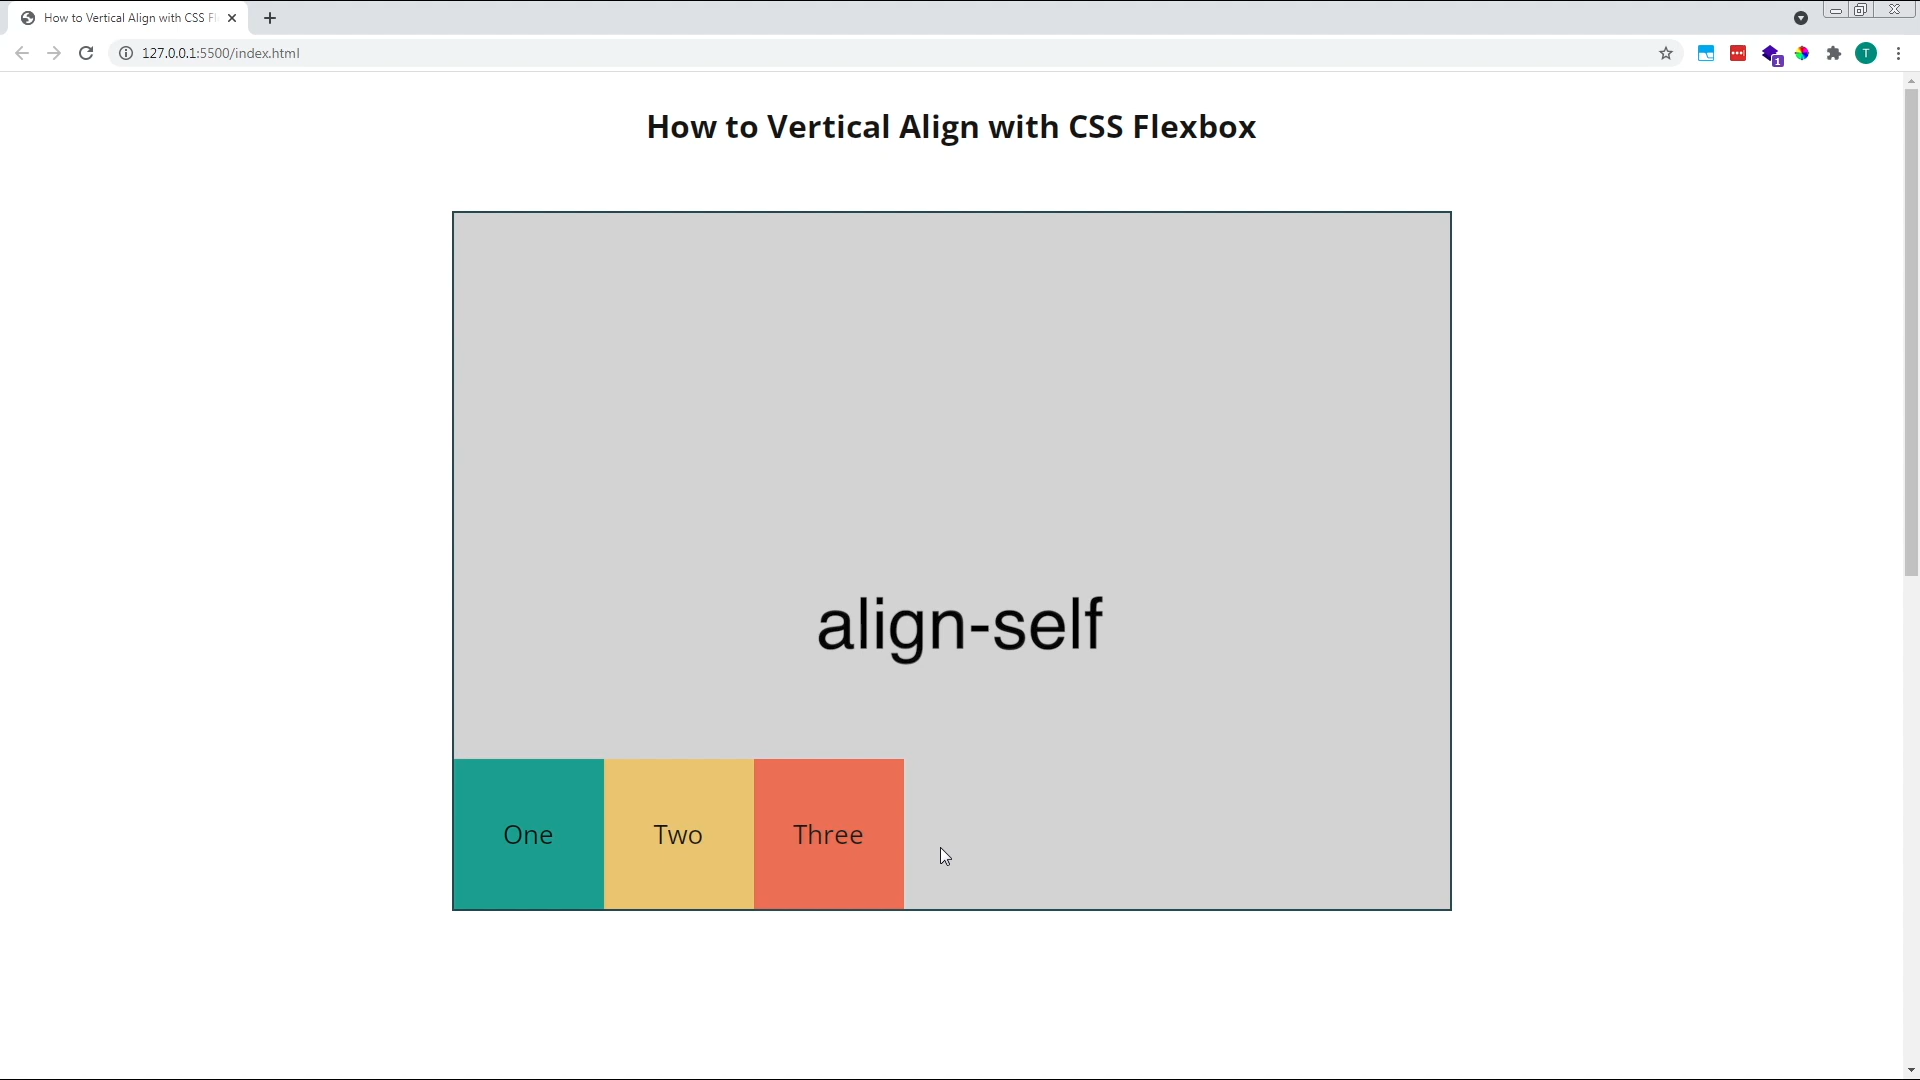 How to Vertical Align with CSS Fl
127.0.0.1:5500/index.html
1
T
How to Vertical Align with CSS Flexbox
align-self
One
Two
Three